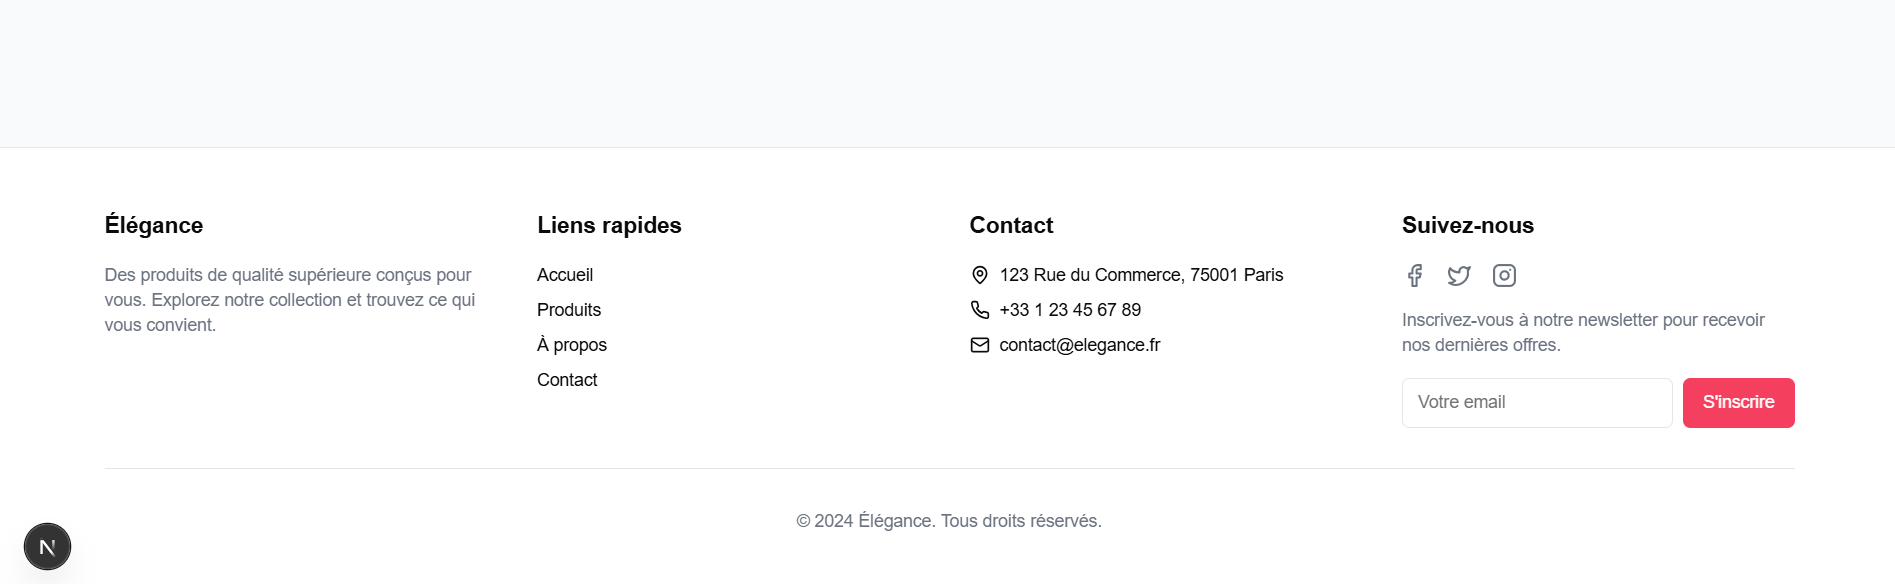 Élégance
Des produits de qualité supérieure conçus pour
vous. Explorez notre collection et trouvez ce qui
vous convient.
Liens rapides
Accueil
Produits
À propos
Contact
Contact
123 Rue du Commerce, 75001 Paris
+33 1 23 45 67 89
contact@elegance.fr
Suivez-nous
Inscrivez-vous à notre newsletter pour recevoir
nos dernières offres.
Votre email
S'inscrire
© 2024 Élégance. Tous droits réservés.
N